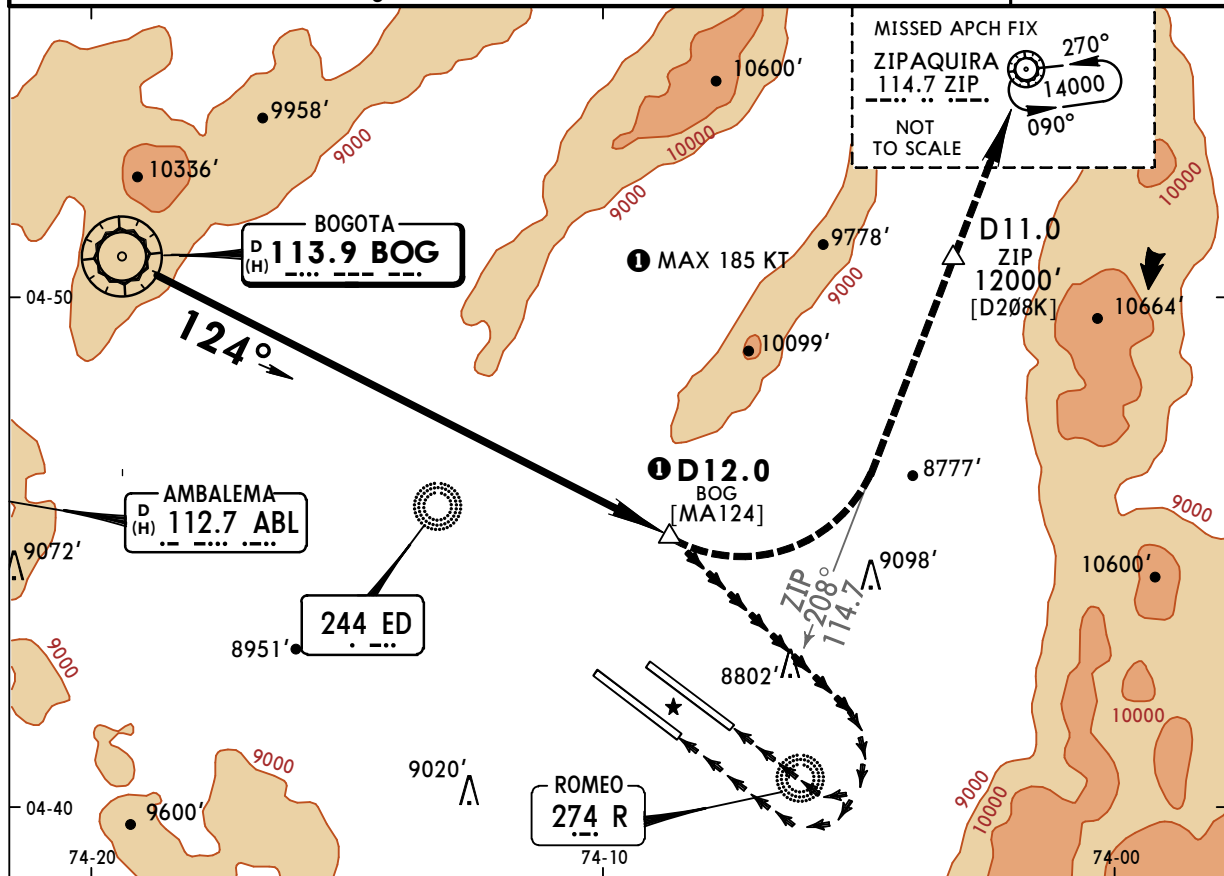 MISSED APCH FIX
ZIPAQUIRA
114.7 ZIP
NOT
TO SCALE
270°
14000
090°
10600'
9958'
9000
10000
10336'
9000
10000
BOGOTA
D
(H) 113.9 BOG
1 MAX 185 KT
9778'
9000
D11.0
ZIP
12000'
[D208K]
10664'
04-50
124°
10099'
1 D12.0
BOG
[MA124]
8777'
AMBALEMA
D
(H) 112.7 ABL
9072'
9000
9098'
10600'
ZIP
208°
114.7
244 ED
8951'
9000
8802'
10000
9000
9020'
ROMEO
274 R
9000
10000
04-40
9600'
74-20
74-10
74-00